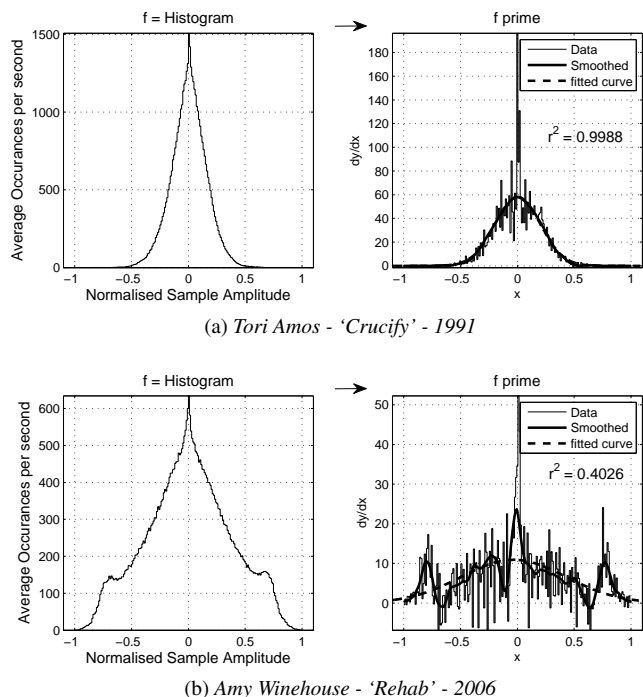 f = Histogram
1500
1000
500
0
Average Occurances per second
−1 −0.5 0 0.5 1
Normalised Sample Amplitude
f prime
180
160
140
120
100
80
60
40
20
0
dy/dx
Data
Smoothed
fitted curve
r² = 0.9988
−1 −0.5 0 0.5 1
x
(a) Tori Amos - ‘Crucify’ - 1991
f = Histogram
600
500
400
300
200
100
0
Average Occurances per second
−1 −0.5 0 0.5 1
Normalised Sample Amplitude
f prime
50
40
30
20
10
0
dy/dx
Data
Smoothed
fitted curve
r² = 0.4026
−1 −0.5 0 0.5 1
x
(b) Amy Winehouse - ‘Rehab’ - 2006